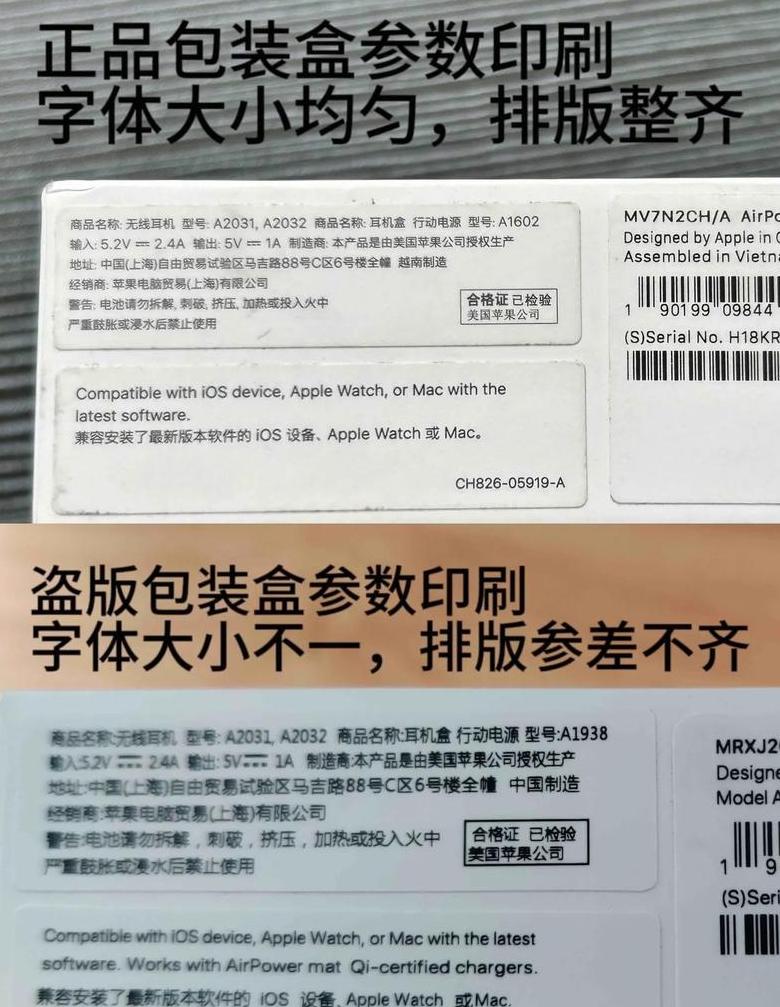 正品包装盒参数印刷
字体大小均匀，排版整齐
商品名称: 无线耳机 型号: A2031, A2032 商品名称: 耳机盒 行动电源 型号: A1602
输入: 5.2V ⎓ 2.4A 输出: 5V ⎓ 1A 制造商: 本产品是由美国苹果公司授权生产
地址: 中国(上海)自由贸易试验区马吉路88号C区6号楼全幢 越南制造
经销商: 苹果电脑贸易(上海)有限公司
警告: 电池请勿拆解, 刺破, 挤压, 加热或投入火中
严重鼓胀或浸水后禁止使用
合格证 已检验
美国苹果公司
Compatible with iOS device, Apple Watch, or Mac with the
latest software.
兼容安装了最新版本软件的 iOS 设备、Apple Watch 或 Mac。
CH826-05919-A
MV7N2CH/A AirPo
Designed by Apple in C
Assembled in Vietna
1 90199 09844
(S)Serial No. H18KR
盗版包装盒参数印刷
字体大小不一，排版参差不齐
商品名称:无线耳机 型号: A2031, A2032 商品名称:耳机盒 行动电源 型号:A1938
输入:5.2V ⎓ 2.4A 输出: 5V ⎓ 1A 制造商:本产品是由美国苹果公司授权生产
地址:中国(上海)自由贸易试验区马吉路88号C区6号楼全幢 中国制造
经销商:苹果电脑贸易(上海)有限公司
警告:电池请勿拆解，刺破，挤压，加热或投入火中
严重鼓胀或浸水后禁止使用
合格证 已检验
美国苹果公司
Compatible with iOS device, Apple Watch, or Mac with the latest
software. Works with AirPower mat Qi-certified chargers.
兼容安装了最新版本软件的 iOS 设备、Apple Watch 或Mac.
MRXJ2
Designe
Model A
1 9
(S)Seri